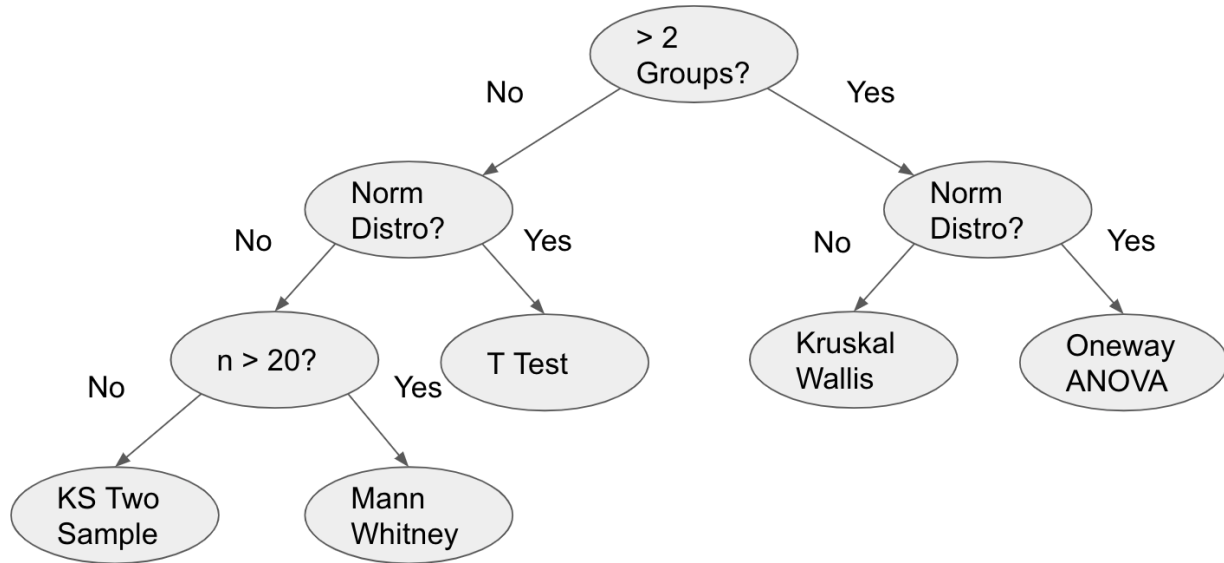 > 2
Groups?
No
Yes
Norm
Distro?
Norm
Distro?
No
Yes
No
Yes
n > 20?
T Test
Kruskal
Wallis
Oneway
ANOVA
No
Yes
KS Two
Sample
Mann
Whitney